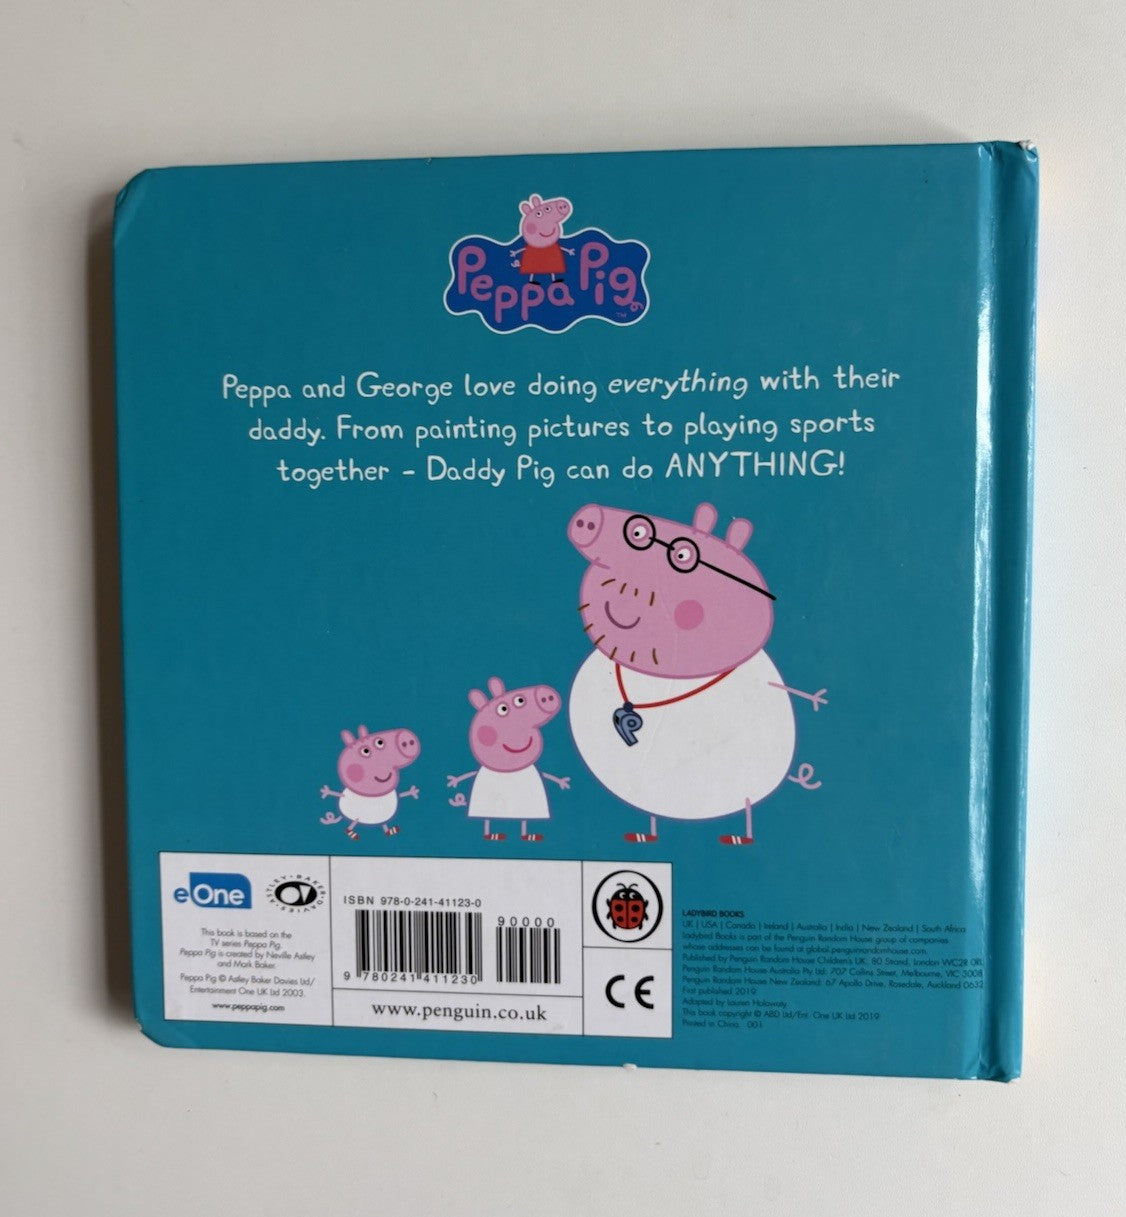 Peppa Pig
TM
Peppa and George love doing everything with their
daddy. From painting pictures to playing sports
together – Daddy Pig can do ANYTHING!
eOne
ASTLEY · BAKER · DAVIES ·
This book is based on the
TV series Peppa Pig.
Peppa Pig is created by Neville Astley
and Mark Baker.
Peppa Pig © Astley Baker Davies Ltd/
Entertainment One UK Ltd 2003.
www.peppapig.com
ISBN 978-0-241-41123-0
90000
9 780241 411230
www.penguin.co.uk
CE
LADYBIRD BOOKS
UK | USA | Canada | Ireland | Australia | India | New Zealand | South Africa
Ladybird Books is part of the Penguin Random House group of companies
whose addresses can be found at global.penguinrandomhouse.com.
Published by Penguin Random House Children's UK: 80 Strand, London WC2R 0RL
Penguin Random House Australia Pty Ltd: 707 Collins Street, Melbourne, VIC 3008
Penguin Random House New Zealand: 67 Apollo Drive, Rosedale, Auckland 0632
First published 2019
Adapted by Lauren Holowaty
This book copyright © ABD Ltd/Ent. One UK Ltd 2019
Printed in China 001